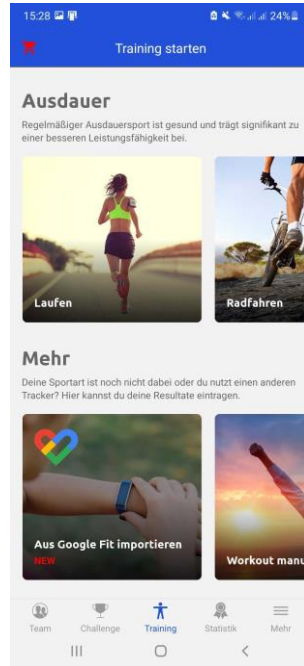 15:28 24%
Training starten
Ausdauer
Regelmäßiger Ausdauersport ist gesund und trägt signifikant zu
einer besseren Leistungsfähigkeit bei.
Laufen
Radfahren
Mehr
Deine Sportart ist noch nicht dabei oder du nutzt einen anderen
Tracker? Hier kannst du deine Resultate eintragen.
Aus Google Fit importieren
NEW
Workout manu
Team Challenge Training Statistik Mehr